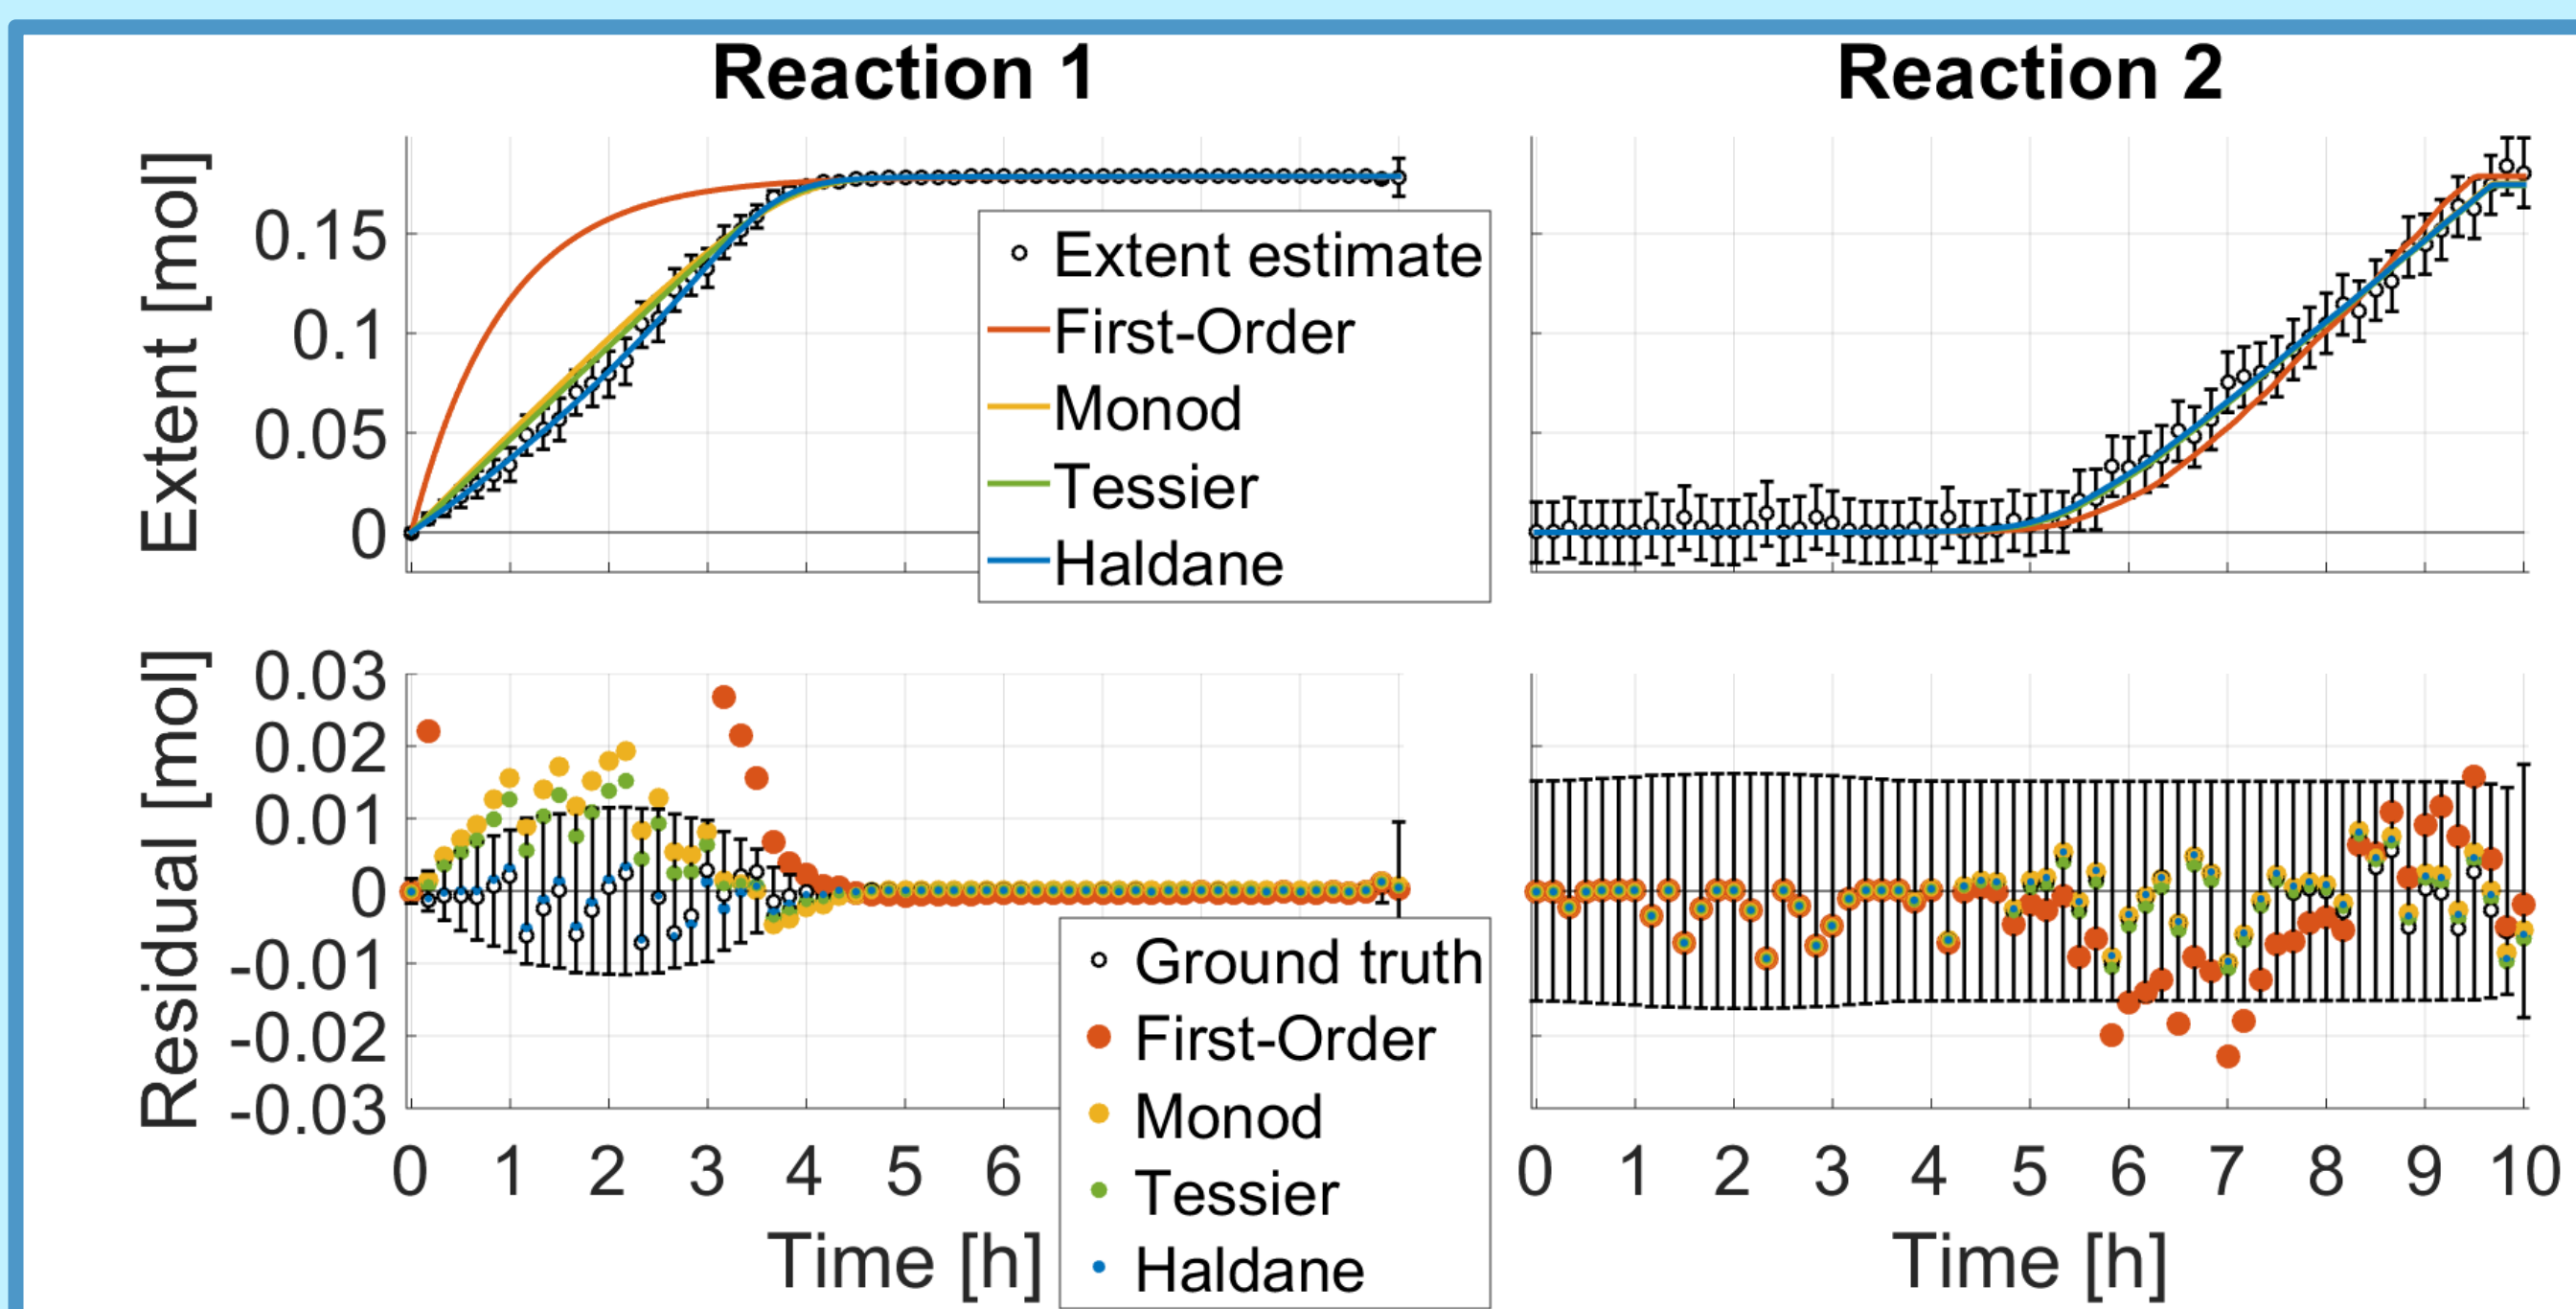 Reaction 1
Reaction 2
Extent [mol]
0.15
0.1
0.05
0
Extent estimate
First-Order
Monod
Tessier
Haldane
Residual [mol]
0.03
0.02
0.01
0
-0.01
-0.02
-0.03
Ground truth
First-Order
Monod
Tessier
Haldane
0 1 2 3 4 5 6
0 1 2 3 4 5 6 7 8 9 10
Time [h]
Time [h]